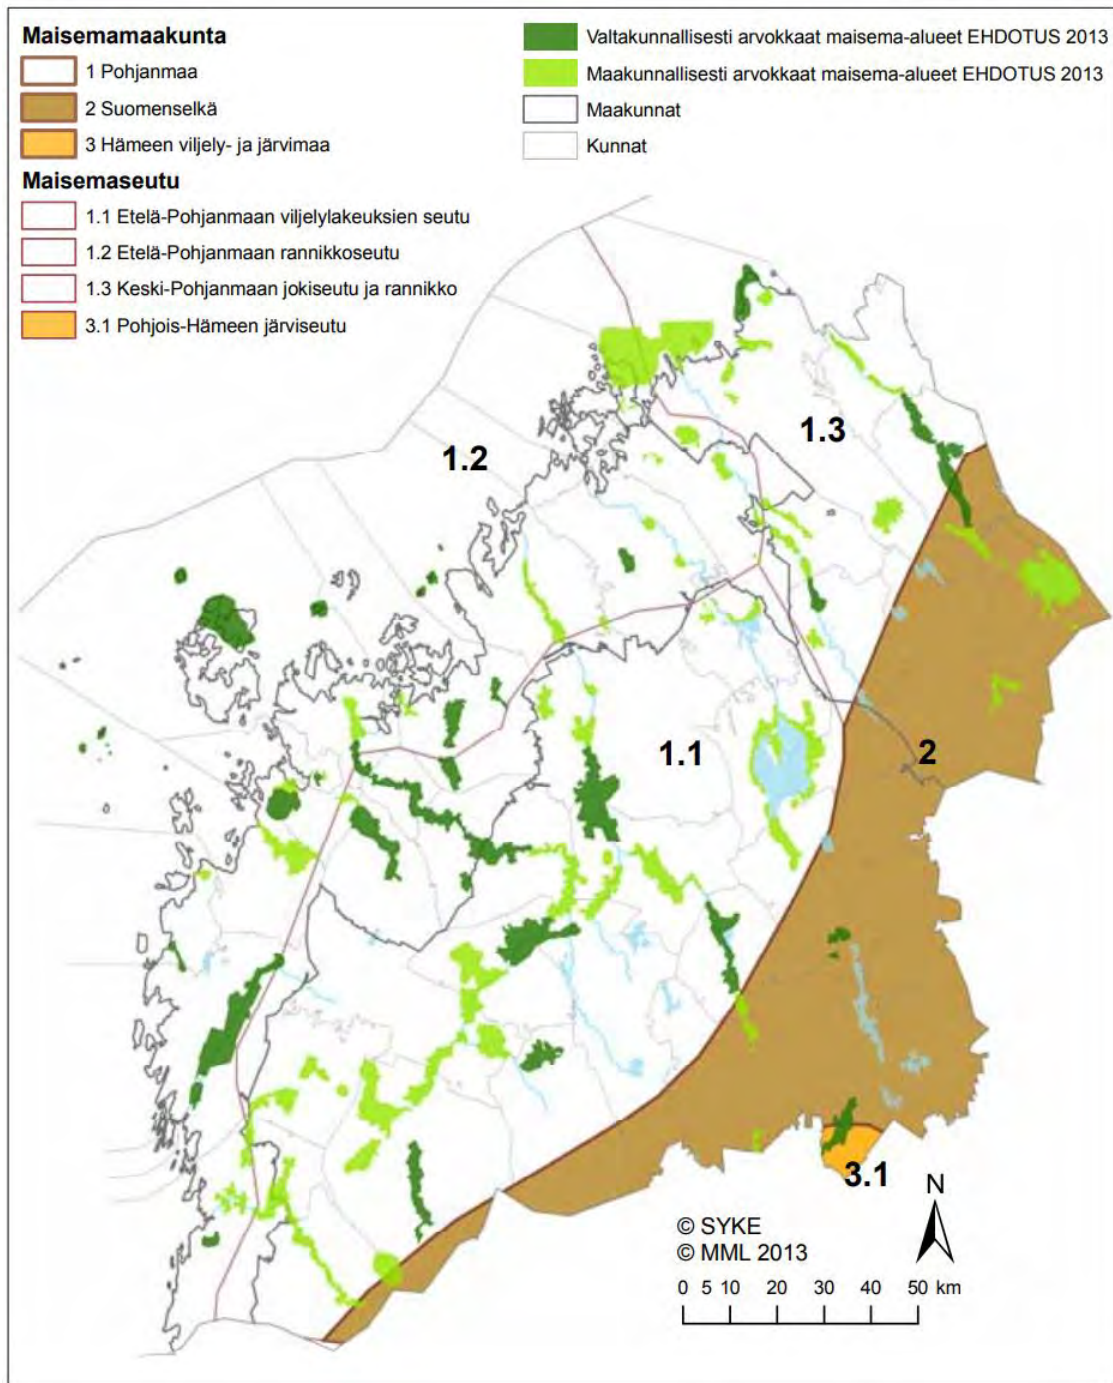 Maisemamaakunta
1 Pohjanmaa
2 Suomenselkä
3 Hämeen viljely- ja järvimaa
Maisemaseutu
1.1 Etelä-Pohjanmaan viljelylakeuksien seutu
1.2 Etelä-Pohjanmaan rannikkoseutu
1.3 Keski-Pohjanmaan jokiseutu ja rannikko
3.1 Pohjois-Hämeen järviseutu
Valtakunnallisesti arvokkaat maisema-alueet EHDOTUS 2013
Maakunnallisesti arvokkaat maisema-alueet EHDOTUS 2013
Maakunnat
Kunnat
1.3
1.2
1.1
2
3.1
N
© SYKE
© MML 2013
0 5 10 20 30 40 50 km